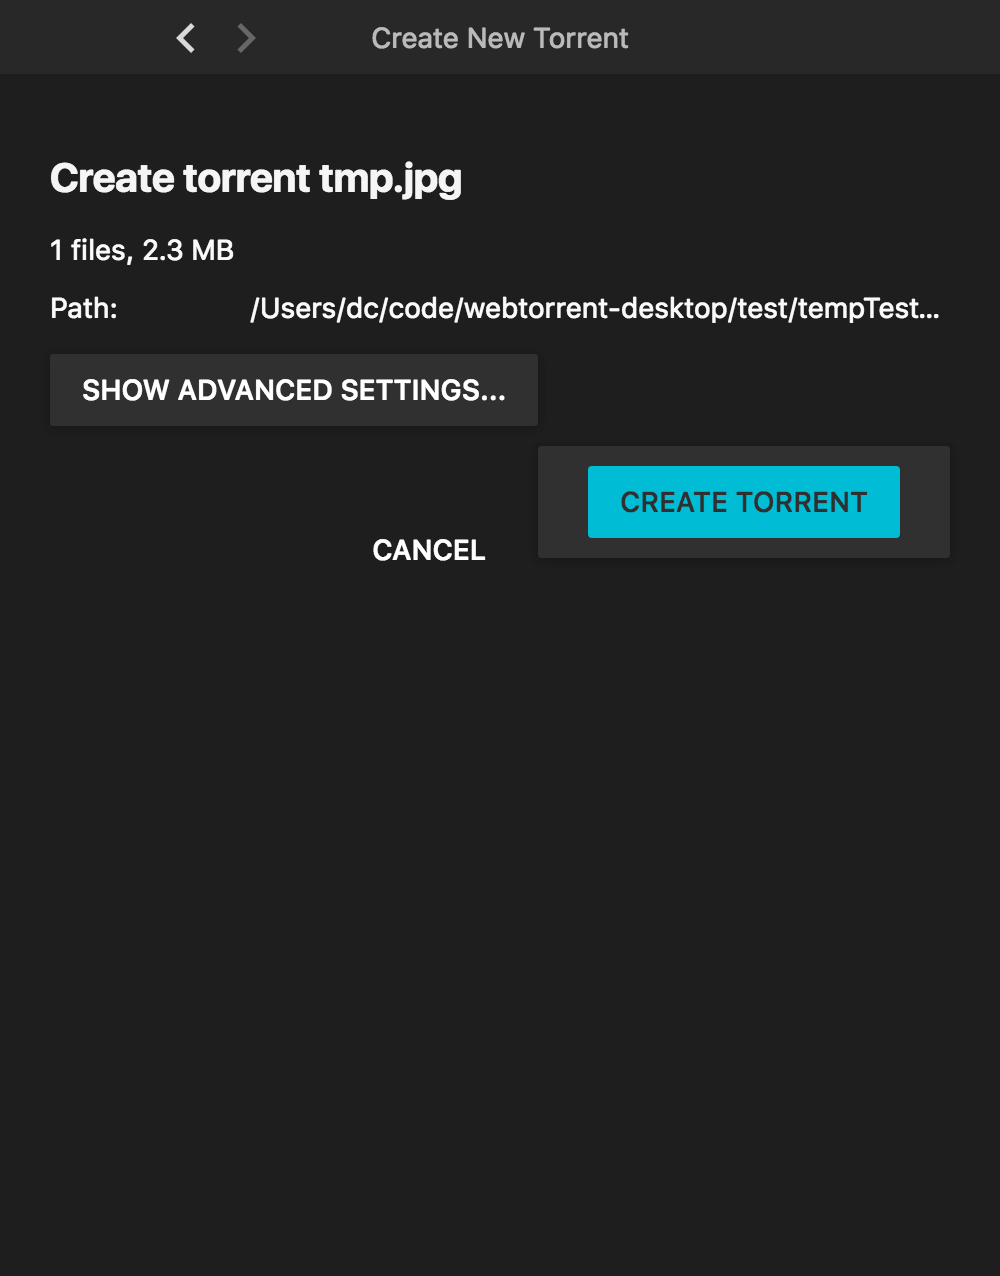 Create New Torrent
Create torrent tmp.jpg
1 files, 2.3 MB
Path: /Users/dc/code/webtorrent-desktop/test/tempTest...
SHOW ADVANCED SETTINGS...
CREATE TORRENT
CANCEL